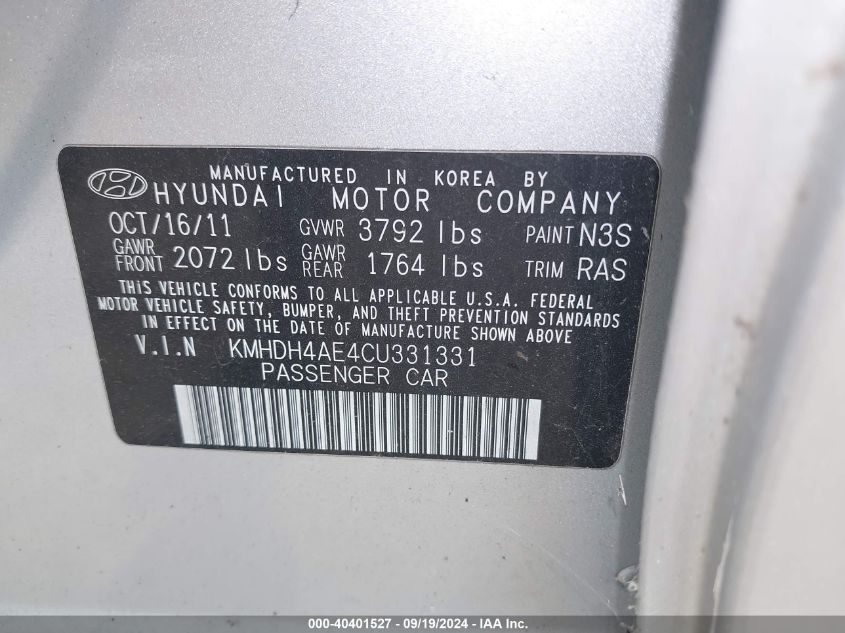 MANUFACTURED IN KOREA BY
HYUNDAI MOTOR COMPANY
OCT/16/11 GVWR 3792 lbs PAINT N3S
GAWR FRONT 2072 lbs GAWR REAR 1764 lbs TRIM RAS
THIS VEHICLE CONFORMS TO ALL APPLICABLE U.S.A. FEDERAL
MOTOR VEHICLE SAFETY, BUMPER, AND THEFT PREVENTION STANDARDS
IN EFFECT ON THE DATE OF MANUFACTURE SHOWN ABOVE
V.I.N KMHDH4AE4CU331331
PASSENGER CAR
000-40401527 - 09/19/2024 - IAA Inc.